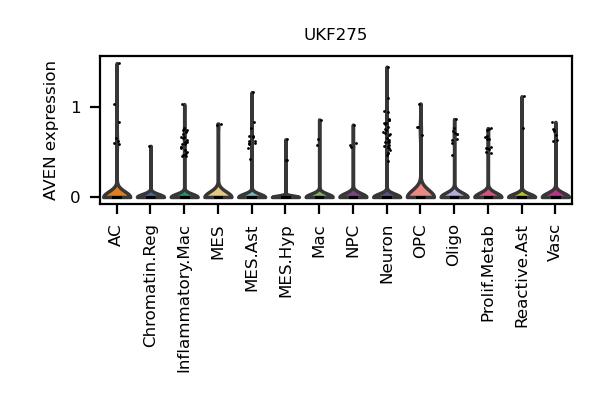 UKF275
AVEN expression
1
0
AC
Chromatin.Reg
Inflammatory.Mac
MES
MES.Ast
MES.Hyp
Mac
NPC
Neuron
OPC
Oligo
Prolif.Metab
Reactive.Ast
Vasc